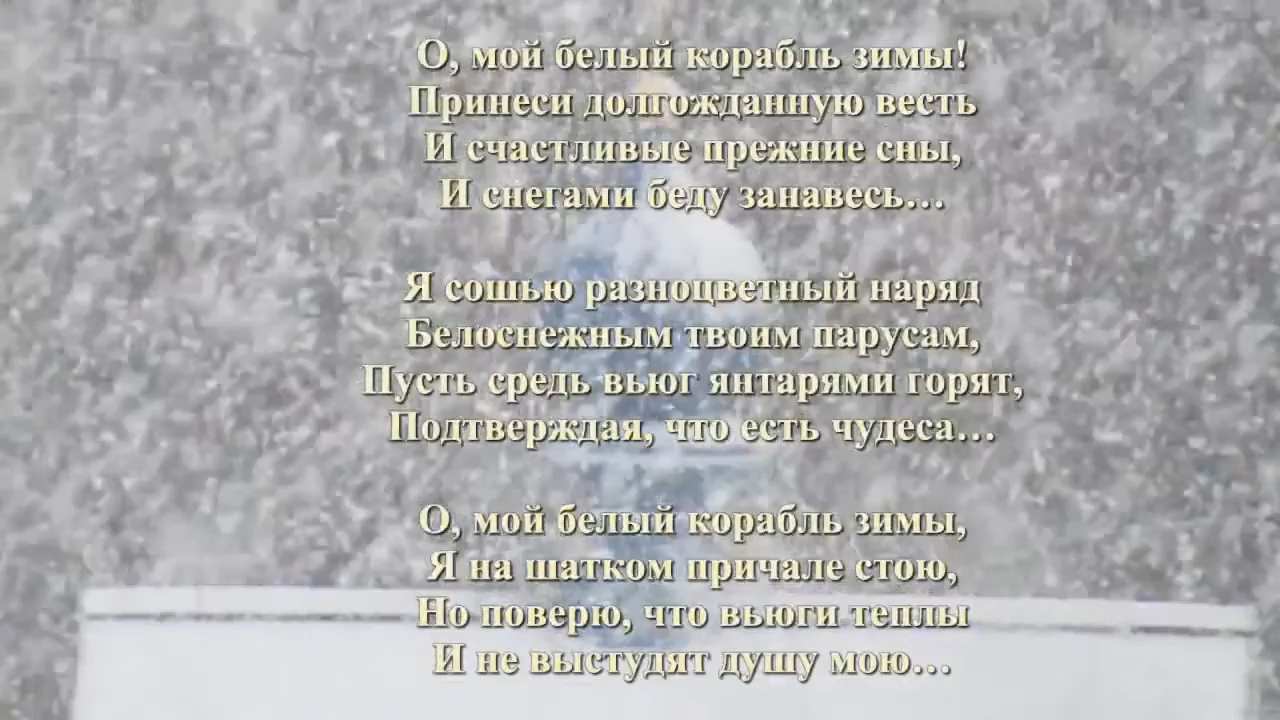 О, мой белый корабль зимы!
Принеси долгожданную весть
И счастливые прежние сны,
И снегами беду занавесь…
Я сошью разноцветный наряд
Белоснежным твоим парусам,
Пусть средь вьюг янтарями горят,
Подтверждая, что есть чудеса…
О, мой белый корабль зимы,
Я на шатком причале стою,
Но поверю, что вьюги теплы
И не выстудят душу мою…